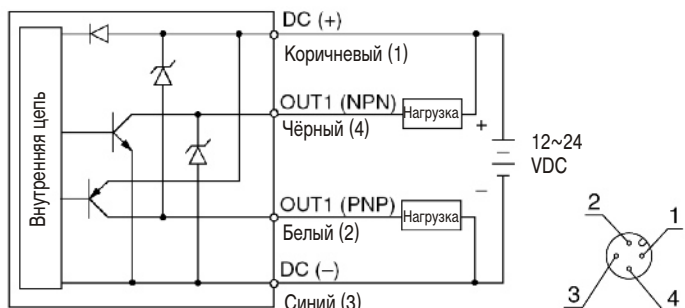 DC (+)
Коричневый (1)
OUT1 (NPN)
Нагрузка
Чёрный (4)
+
12~24
VDC
Внутренняя цепь
−
OUT1 (PNP)
Нагрузка
Белый (2)
DC (−)
Синий (3)
2
1
3
4